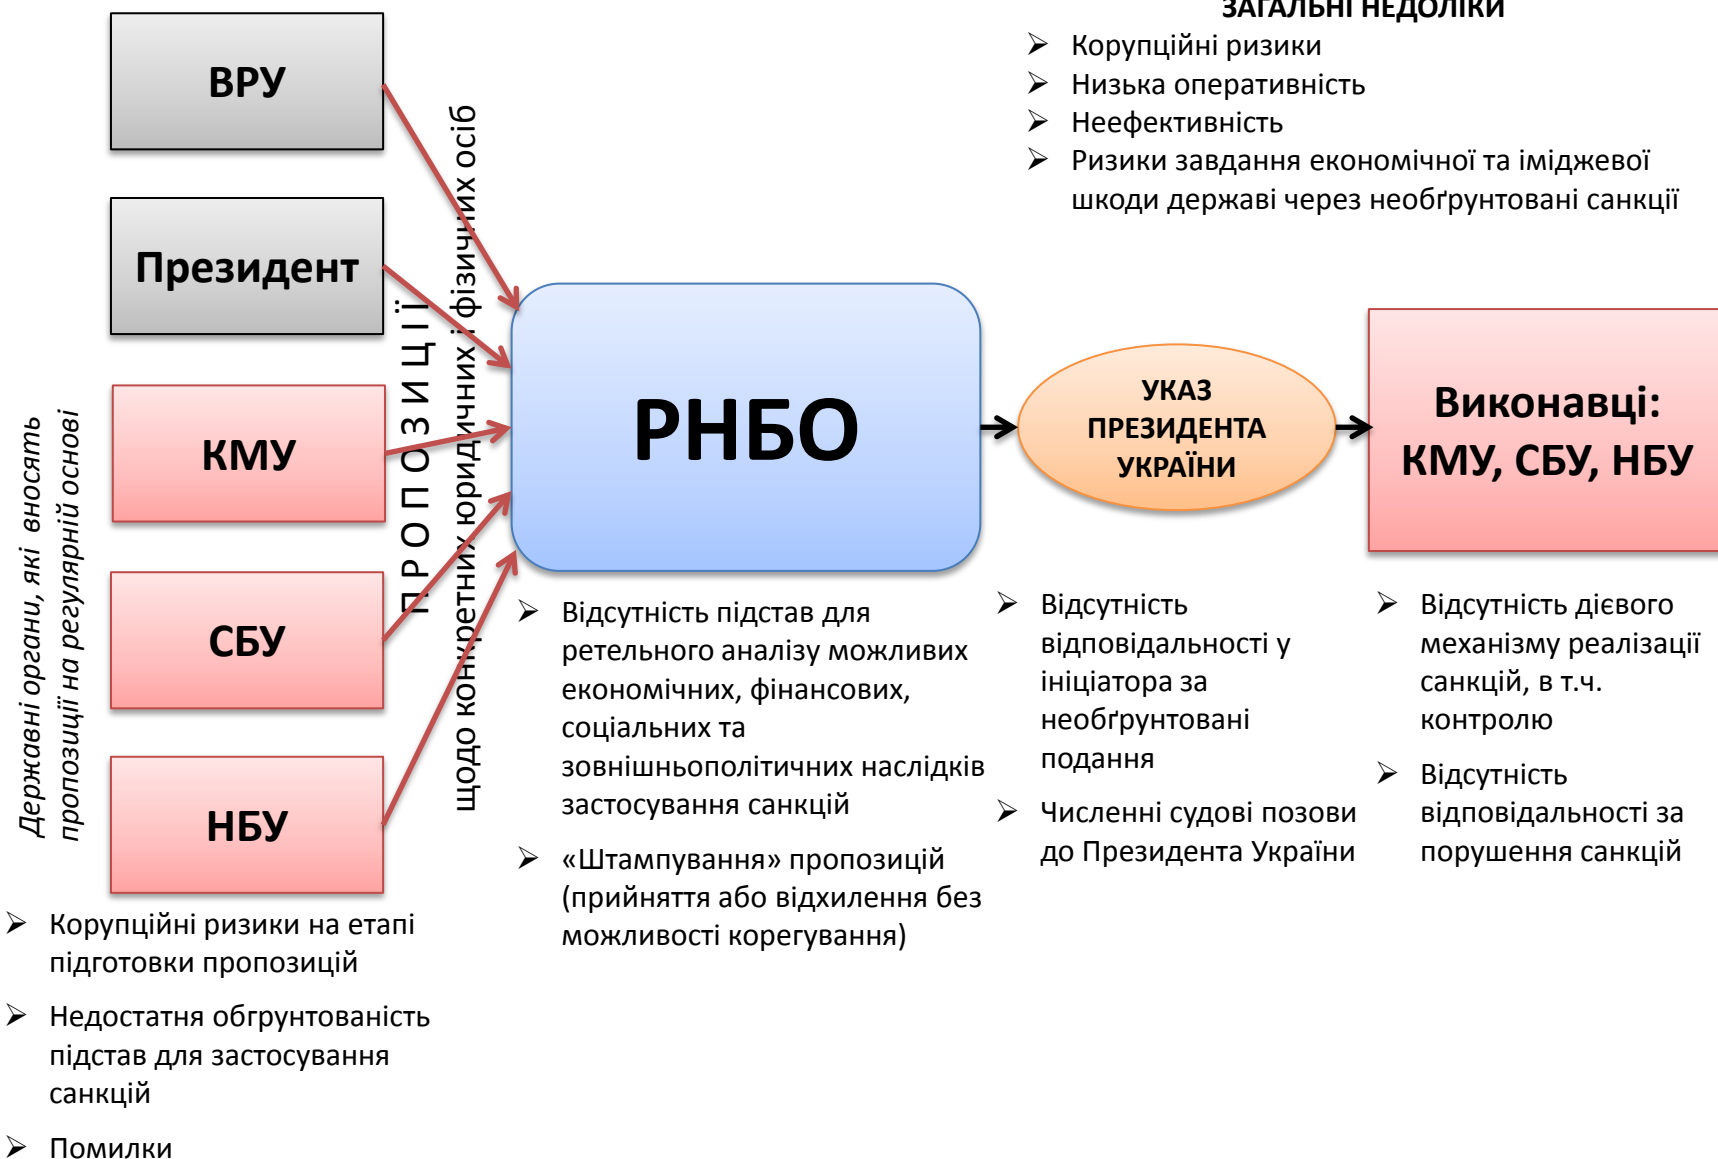 ЗАГАЛЬНІ НЕДОЛІКИ
➢ Корупційні ризики
➢ Низька оперативність
➢ Неефективність
➢ Ризики завдання економічної та іміджевої
шкоди державі через необґрунтовані санкції
ВРУ
Президент
КМУ
СБУ
НБУ
Державні органи, які вносять
пропозиції на регулярній основі
ПРОПОЗИЦІЇ
щодо конкретних юридичних і фізичних осіб
РНБО
УКАЗ
ПРЕЗИДЕНТА
УКРАЇНИ
Виконавці:
КМУ, СБУ, НБУ
➢ Корупційні ризики на етапі
підготовки пропозицій
➢ Недостатня обгрунтованість
підстав для застосування
санкцій
➢ Помилки
➢ Відсутність підстав для
ретельного аналізу можливих
економічних, фінансових,
соціальних та
зовнішньополітичних наслідків
застосування санкцій
➢ «Штампування» пропозицій
(прийняття або відхилення без
можливості корегування)
➢ Відсутність
відповідальності у
ініціатора за
необґрунтовані
подання
➢ Численні судові позови
до Президента України
➢ Відсутність дієвого
механізму реалізації
санкцій, в т.ч.
контролю
➢ Відсутність
відповідальності за
порушення санкцій